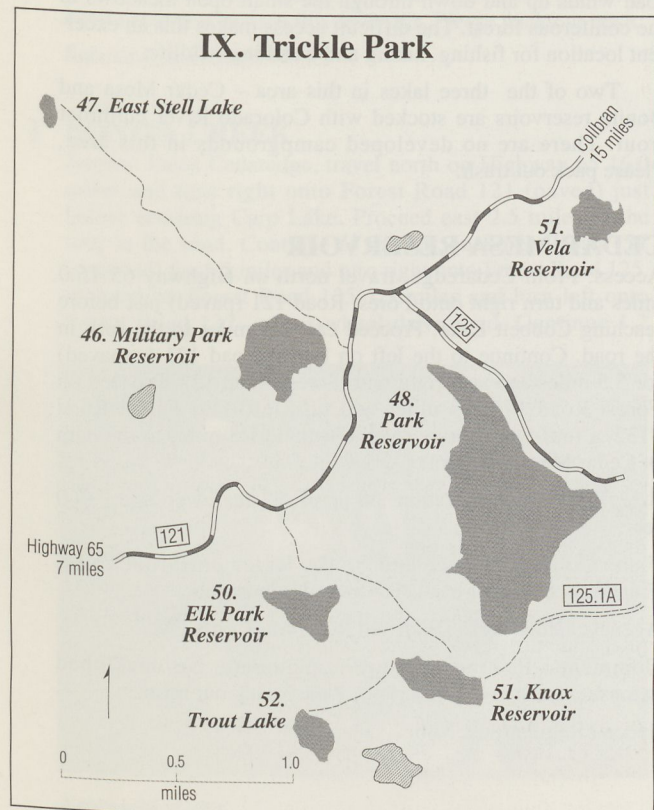 IX. Trickle Park
47. East Stell Lake
Collbran
15 miles
51.
Vela
Reservoir
125
46. Military Park
Reservoir
48.
Park
Reservoir
121
Highway 65
7 miles
125.1A
50.
Elk Park
Reservoir
51. Knox
Reservoir
52.
Trout Lake
0
0.5
1.0
miles